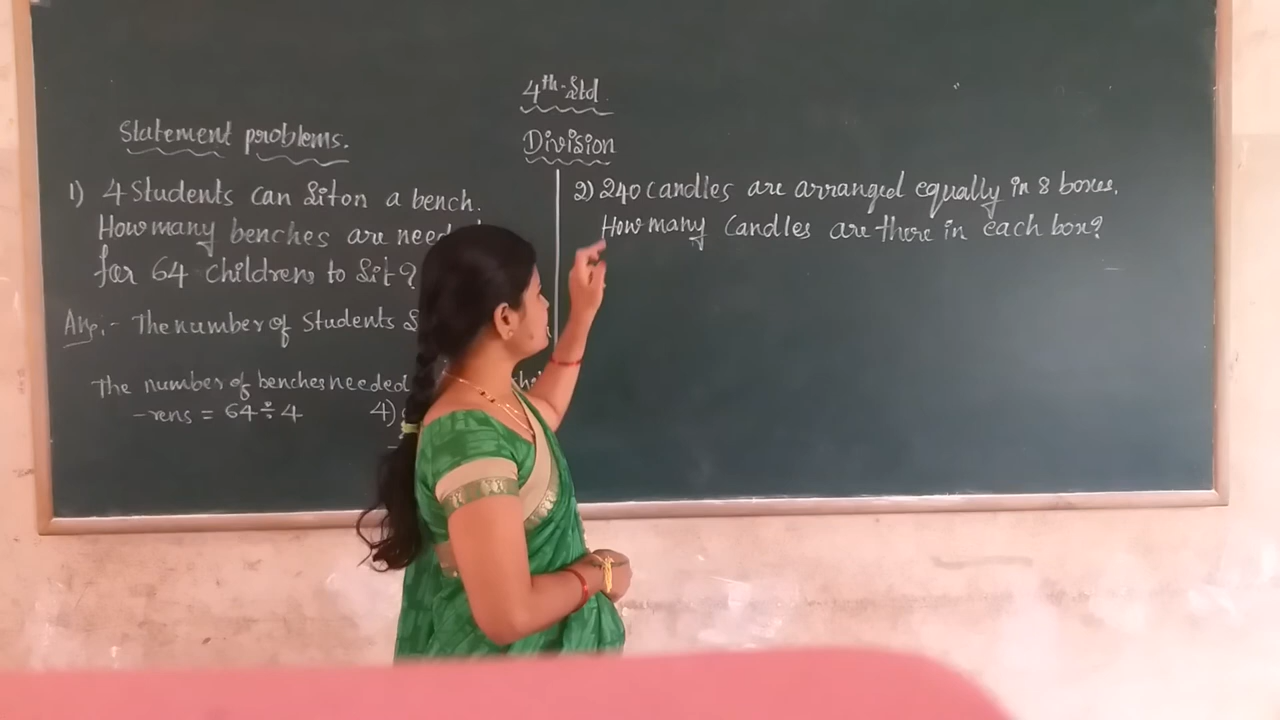 4th-Std
Division
Statement problems.
1) 4 Students can Sit on a bench.
How many benches are
for 64 childrens to Sit?
Ans:- The number of Students
The number of benches needed
-rens = 64 ÷ 4 4)
2) 240 candles are arranged equally in 8 boxes.
How many Candles are there in each box?